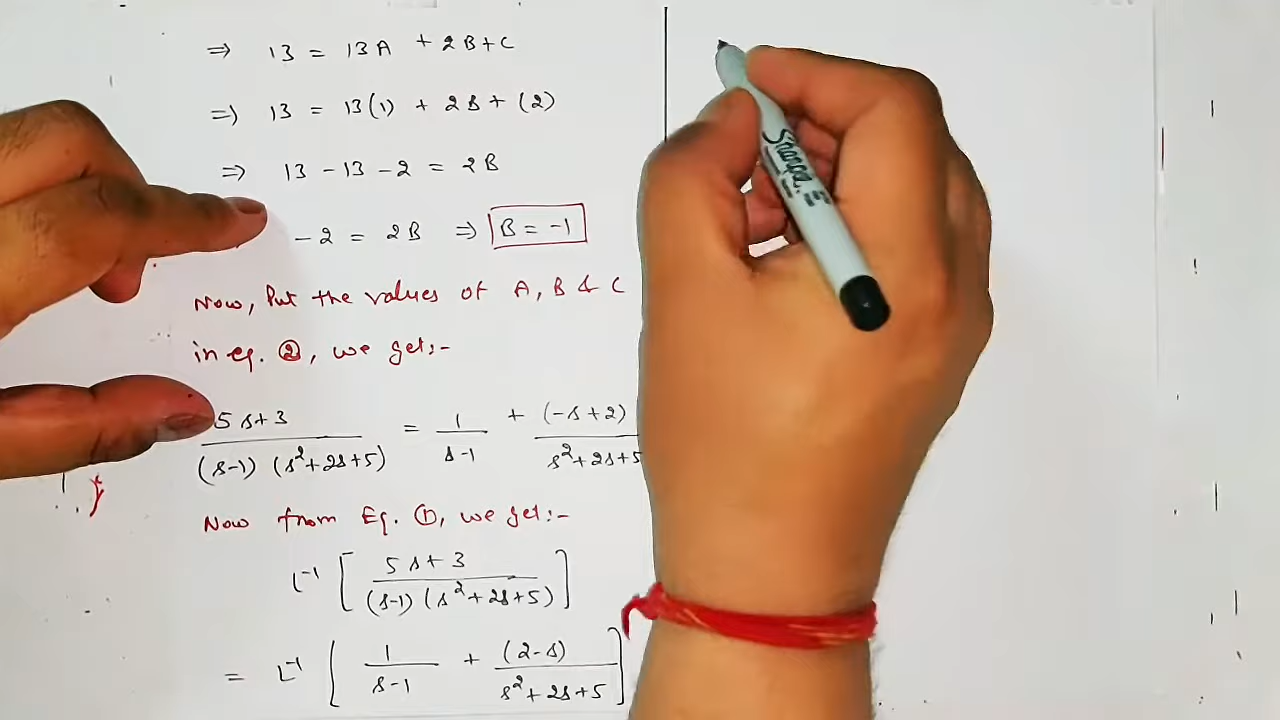 ⇒ 13 = 13A + 2B+C
⇒ 13 = 13(1) + 2B + (2)
⇒ 13 - 13 - 2 = 2B
- 2 = 2B ⇒ B = -1
Now, Put the values of A, B & C
in eq. ②, we get:-
5s+3 / (s-1) (s²+2s+5) = 1 / s-1 + (-s+2) / s²+2s+5
Now from Eq. ①, we get:-
L⁻¹ [ 5s+3 / (s-1) (s²+2s+5) ]
= L⁻¹ [ 1 / s-1 + (2-s) / s²+2s+5 ]
Sharpie